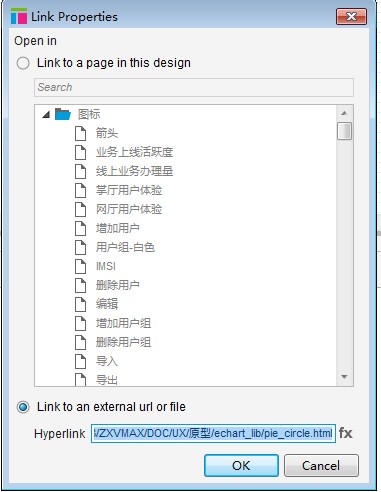 Link Properties
Open in
Link to a page in this design
Search
图标
箭头
业务上线活跃度
线上业务办理量
掌厅用户体验
网厅用户体验
增加用户
用户组-白色
IMSI
删除用户
编辑
增加用户组
删除用户组
导入
导出
Link to an external url or file
Hyperlink /ZXVMAX/DOC/UX/原型/echart_lib/pie_circle.html fx
OK Cancel